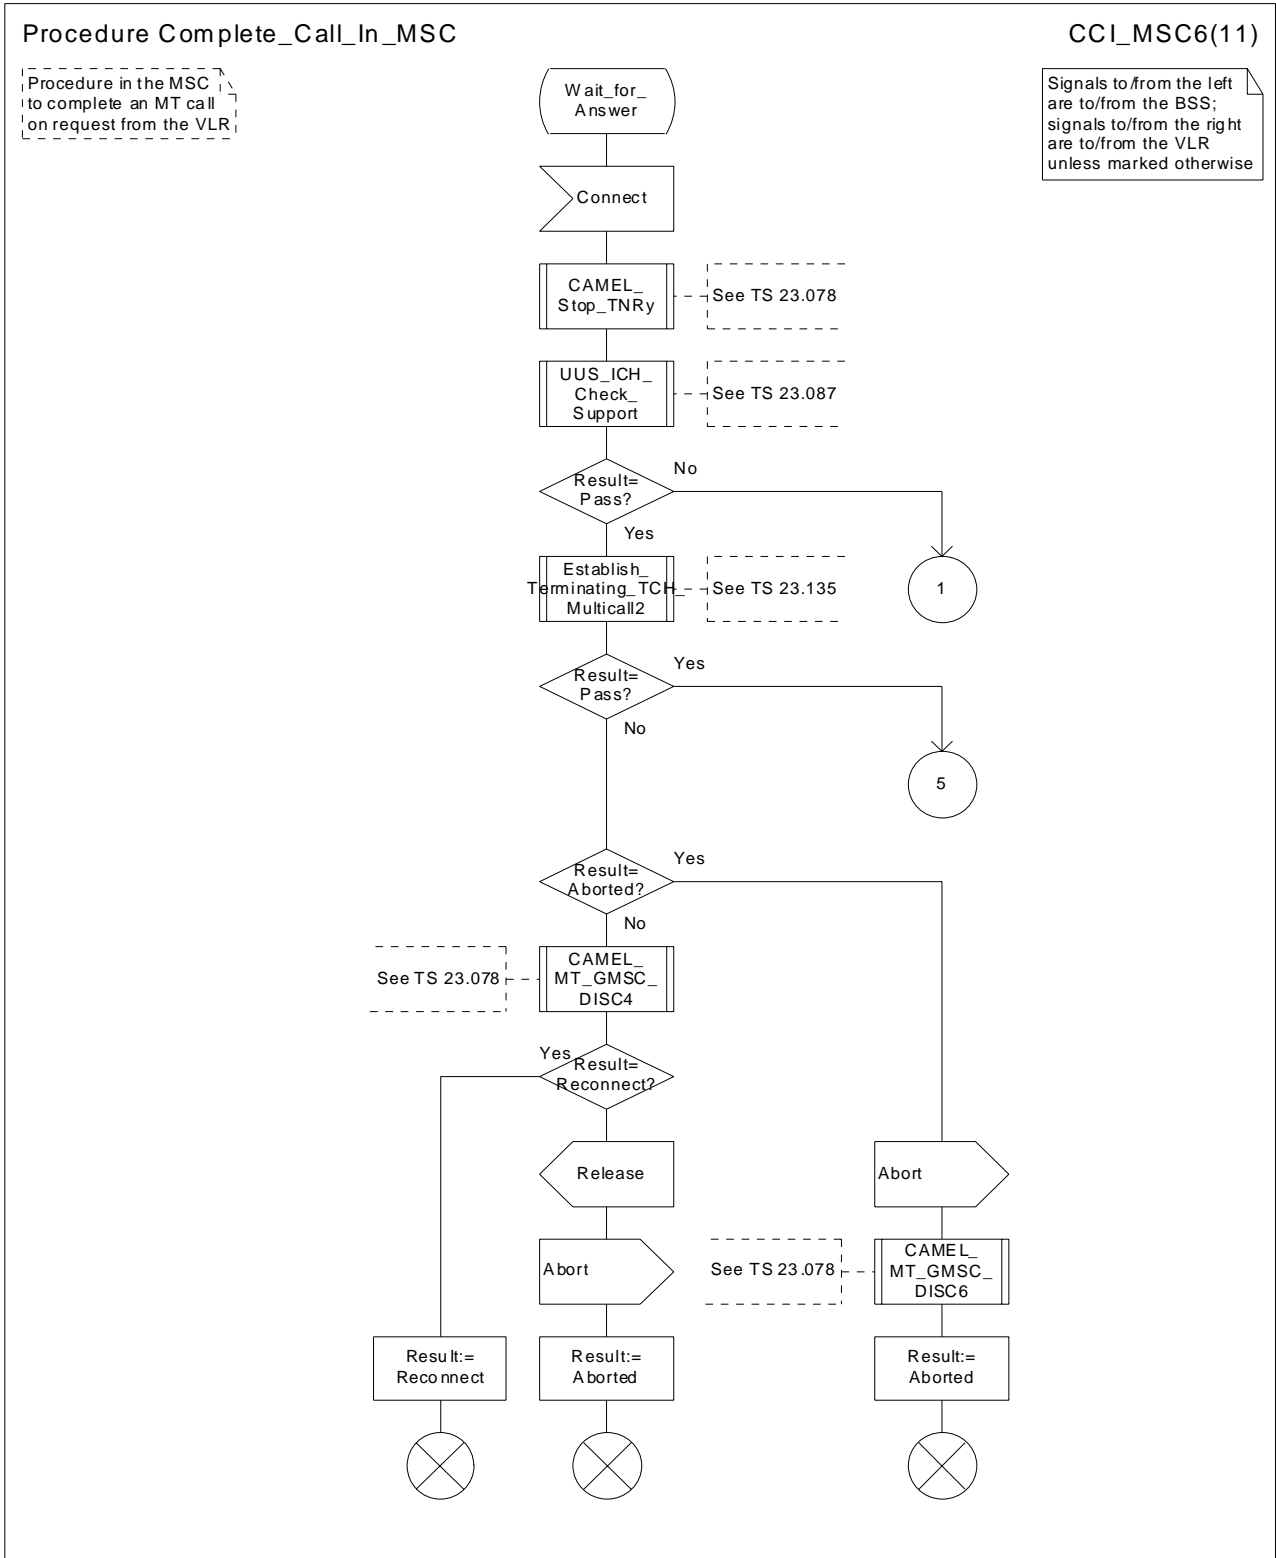 Procedure Complete_Call_In_MSC
CCI_MSC6(11)
Procedure in the MSC
to complete an MT call
on request from the VLR
Signals to/from the left
are to/from the BSS;
signals to/from the right
are to/from the VLR
unless marked otherwise
Wait_for_
Answer
Connect
CAMEL_
Stop_TNRy
See TS 23.078
UUS_ICH_
Check_
Support
See TS 23.087
Result=
Pass?
No
Yes
1
Establish_
Terminating_TCH_
Multicall2
See TS 23.135
Result=
Pass?
Yes
No
5
Result=
Aborted?
Yes
No
See TS 23.078
CAMEL_
MT_GMSC_
DISC4
Yes
Result=
Reconnect?
Release
Abort
Abort
See TS 23.078
CAMEL_
MT_GMSC_
DISC6
Result:=
Reconnect
Result:=
Aborted
Result:=
Aborted